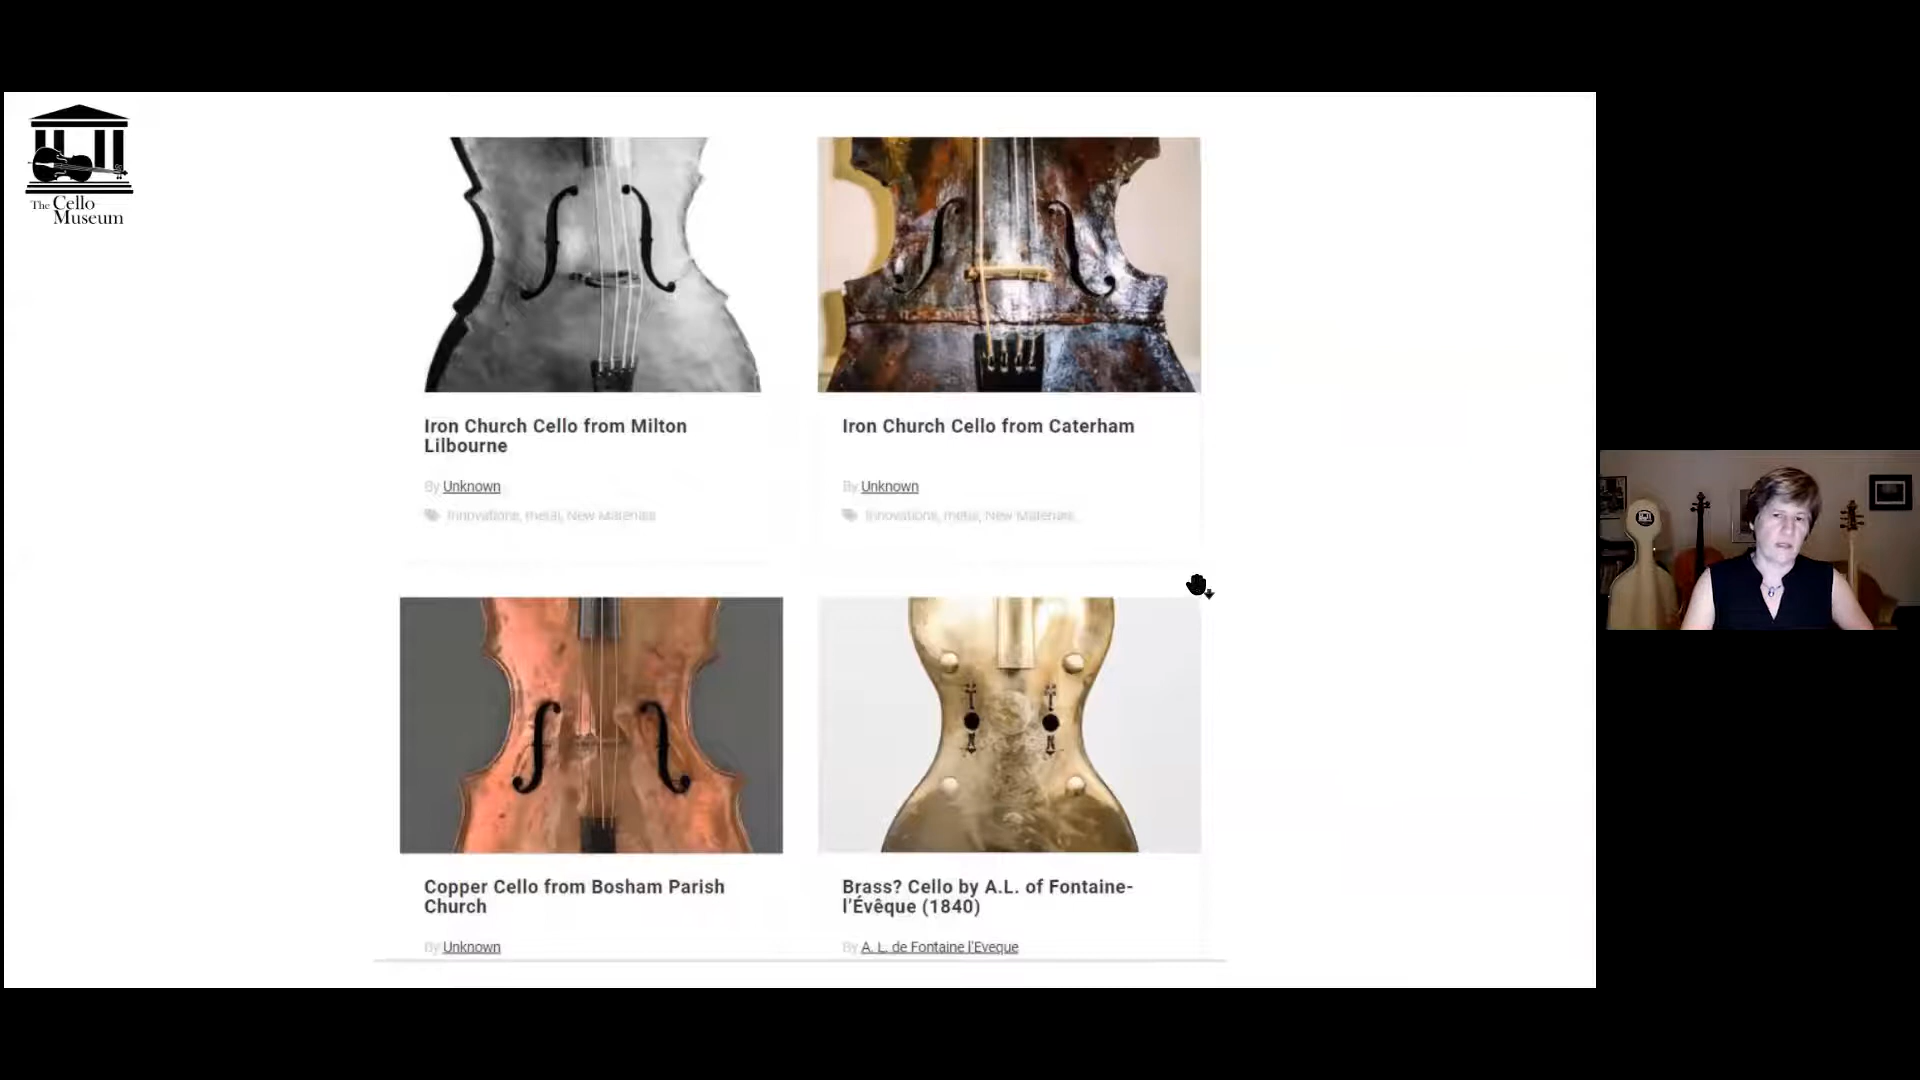 The Cello
Museum
Iron Church Cello from Milton
Lilbourne
By Unknown
Innovations, metal, New Materials
Iron Church Cello from Caterham
By Unknown
Innovations, metal, New Materials
Copper Cello from Bosham Parish
Church
By Unknown
Brass? Cello by A.L. of Fontaine-
l'Évêque (1840)
By A. L. de Fontaine l'Eveque